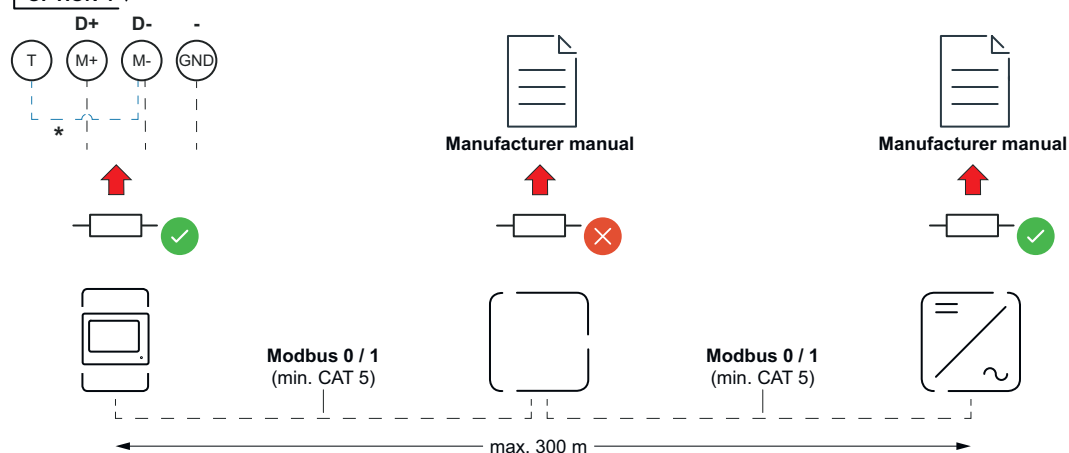 D+ D- -
T M+ M- GND
*
Manufacturer manual Manufacturer manual
Modbus 0 / 1 Modbus 0 / 1
(min. CAT 5) (min. CAT 5)
max. 300 m